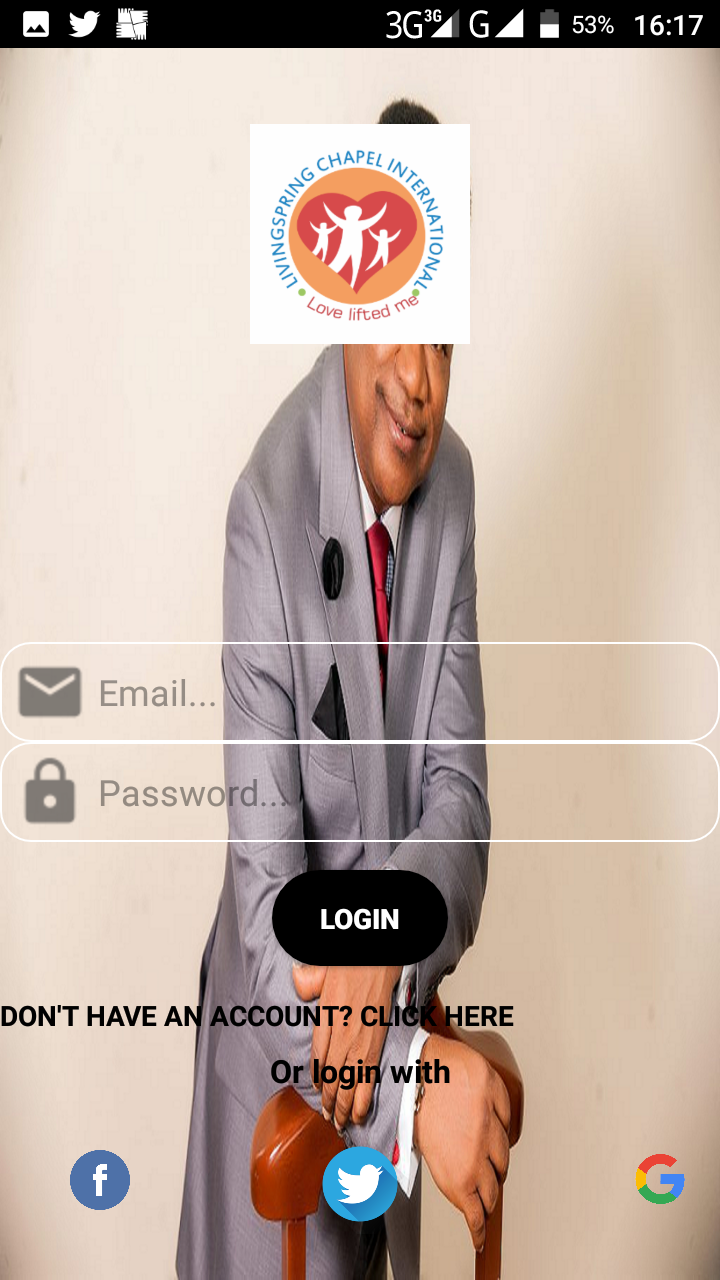 3G 3G G 53% 16:17
LIVINGSPRING CHAPEL INTERNATIONAL
Love lifted me
Email...
Password...
LOGIN
DON'T HAVE AN ACCOUNT? CLICK HERE
Or login with
f
G